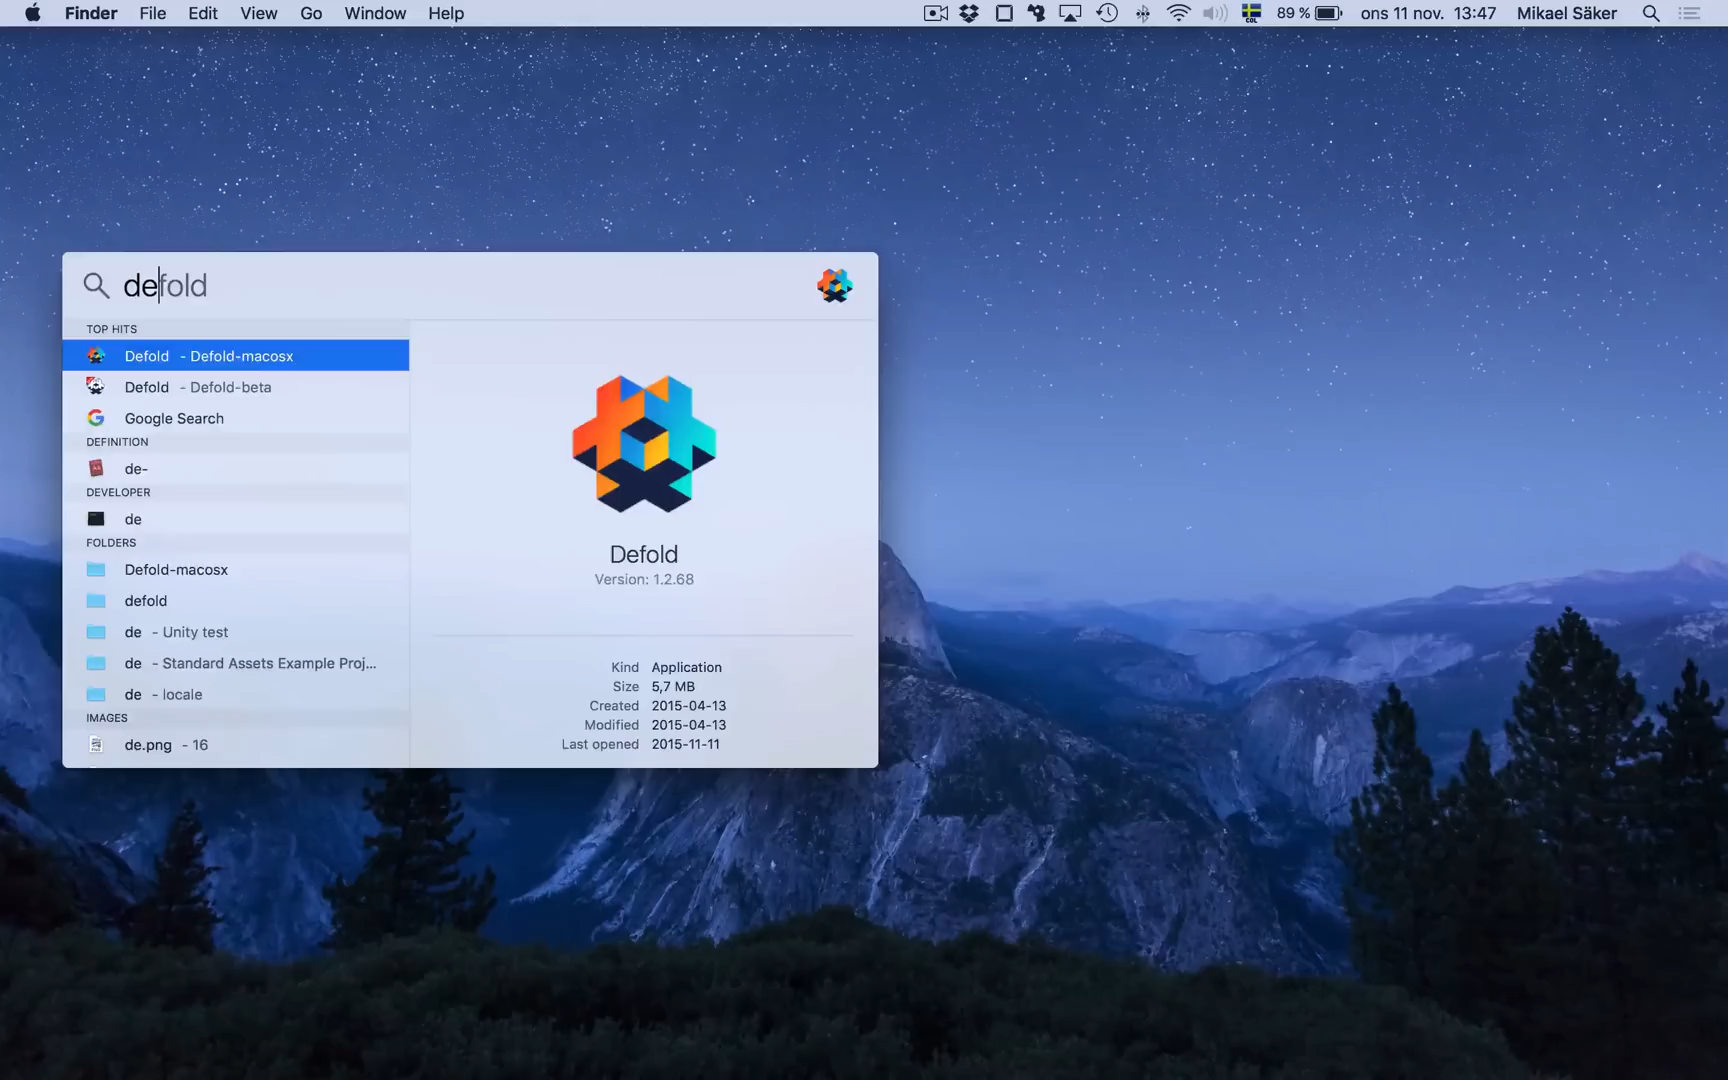 Finder File Edit View Go Window Help 89 % ons 11 nov. 13:47 Mikael Säker
defold
TOP HITS
Defold - Defold-macosx
Defold - Defold-beta
Google Search
DEFINITION
de-
DEVELOPER
de
FOLDERS
Defold-macosx
defold
de - Unity test
de - Standard Assets Example Proj...
de - locale
IMAGES
de.png - 16
Defold
Version: 1.2.68
Kind Application
Size 5,7 MB
Created 2015-04-13
Modified 2015-04-13
Last opened 2015-11-11